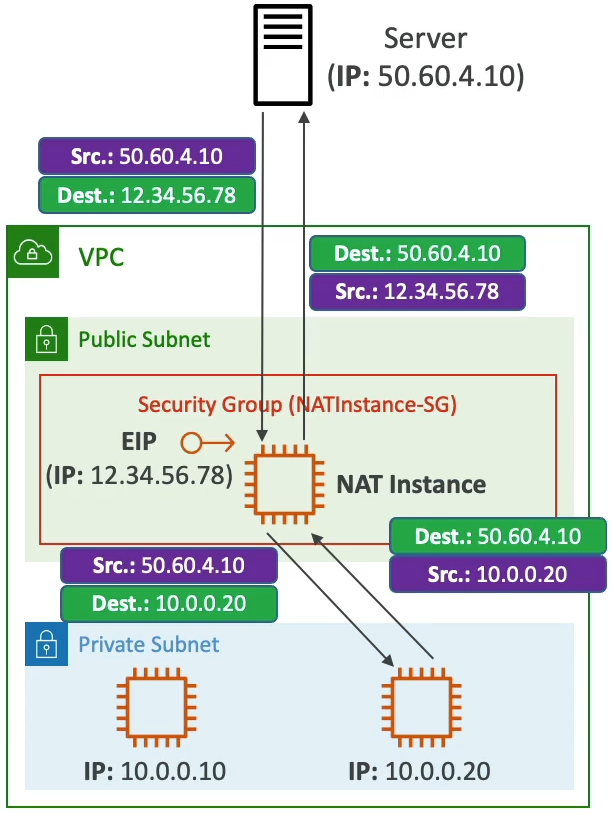 Server
(IP: 50.60.4.10)
Src.: 50.60.4.10
Dest.: 12.34.56.78
VPC
Dest.: 50.60.4.10
Src.: 12.34.56.78
Public Subnet
Security Group (NATInstance-SG)
EIP
(IP: 12.34.56.78)
NAT Instance
Dest.: 50.60.4.10
Src.: 10.0.0.20
Src.: 50.60.4.10
Dest.: 10.0.0.20
Private Subnet
IP: 10.0.0.10
IP: 10.0.0.20